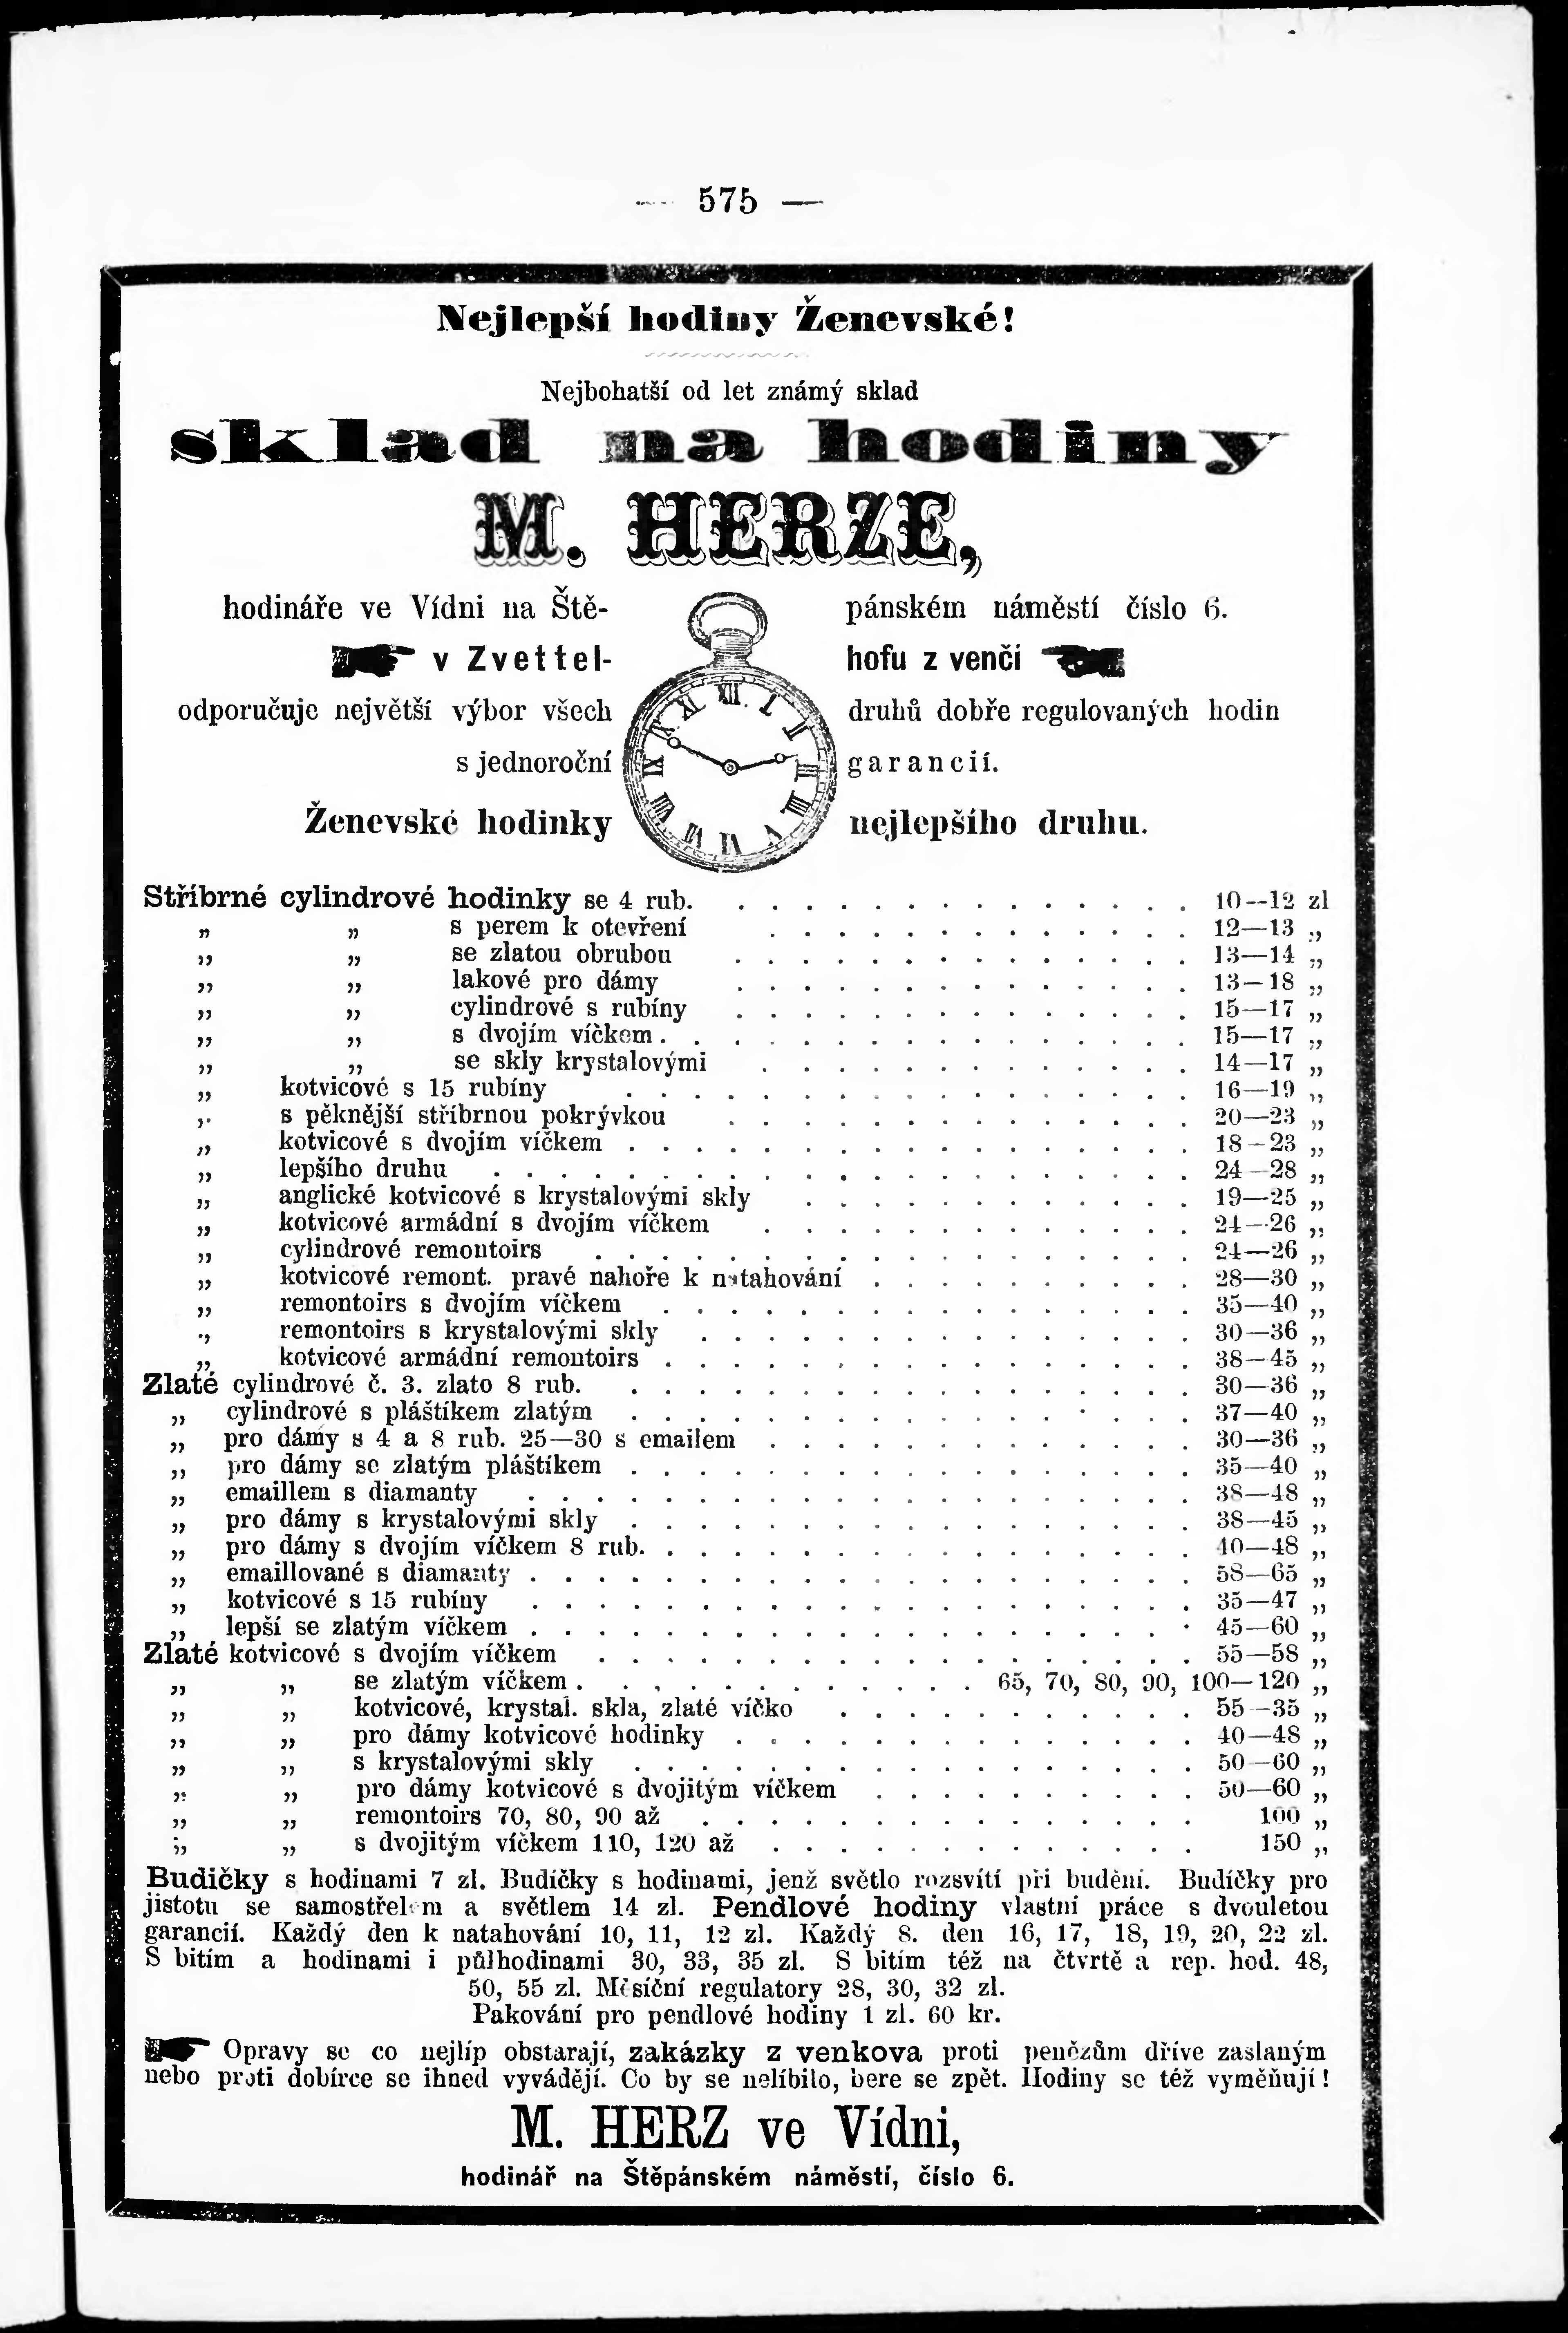 — 575 —
Nejlepší hodiny Ženevské!
Nejbohatší od let známý sklad
sklad na hodiny
M. HERZE,
hodináře ve Vídni na Ště- pánském náměstí číslo 6.
v Zvettel- hofu z venčí
odporučuje největší výbor všech druhů dobře regulovaných hodin
s jednoroční garancií.
Ženevské hodinky nejlepšího druhu.
XII. I II III IIII V VI VII VIII IX X XI
Stříbrné cylindrové hodinky se 4 rub. . . . . . . . . . . . . . . 10—12 zl
„ „ s perem k otevření . . . . . . . . . . . . . 12—13 „
„ „ se zlatou obrubou . . . . . . . . . . . . . . 13—14 „
„ „ lakové pro dámy . . . . . . . . . . . . . . 13—18 „
„ „ cylindrové s rubíny . . . . . . . . . . . . . . 15—17 „
„ „ s dvojím víčkem . . . . . . . . . . . . . . . . 15—17 „
„ „ se skly krystalovými . . . . . . . . . . . . . 14—17 „
„ kotvicové s 15 rubíny . . . . . . . . . . . . . . . . . 16—19 „
„ s pěknější stříbrnou pokrývkou . . . . . . . . . . . . . . 20—23 „
„ kotvicové s dvojím víčkem . . . . . . . . . . . . . . . . . 18—23 „
„ lepšího druhu . . . . . . . . . . . . . . . . . . . . . 24—28 „
„ anglické kotvicové s krystalovými skly . . . . . . . . . . . . 19—25 „
„ kotvicové armádní s dvojím víčkem . . . . . . . . . . . . . 24—26 „
„ cylindrové remontoirs . . . . . . . . . . . . . . . . . . 24—26 „
„ kotvicové remont. pravé nahoře k natahování . . . . . . . . . . 28—30 „
„ remontoirs s dvojím víčkem . . . . . . . . . . . . . . . . 35—40 „
„ remontoirs s krystalovými skly . . . . . . . . . . . . . . . 30—36 „
„ kotvicové armádní remontoirs . . . . . . . . . . . . . . . . 38—45 „
Zlaté cylindrové č. 3. zlato 8 rub. . . . . . . . . . . . . . . . . . 30—36 „
„ cylindrové s pláštíkem zlatým . . . . . . . . . . . . . . . . . 37—40 „
„ pro dámy s 4 a 8 rub. 25—30 s emailem . . . . . . . . . . . . . 30—36 „
„ pro dámy se zlatým pláštíkem . . . . . . . . . . . . . . . . . 35—40 „
„ emaillem s diamanty . . . . . . . . . . . . . . . . . . . . 38—48 „
„ pro dámy s krystalovými skly . . . . . . . . . . . . . . . . . 38—45 „
„ pro dámy s dvojím víčkem 8 rub. . . . . . . . . . . . . . . . . 40—48 „
„ emaillované s diamanty . . . . . . . . . . . . . . . . . . . . 58—65 „
„ kotvicové s 15 rubíny . . . . . . . . . . . . . . . . . . . . 35—47 „
„ lepší se zlatým víčkem . . . . . . . . . . . . . . . . . . . . 45—60 „
Zlaté kotvicové s dvojím víčkem . . . . . . . . . . . . . . . . . . 55—58 „
„ „ se zlatým víčkem . . . . . . . . . . . . 65, 70, 80, 90, 100—120 „
„ „ kotvicové, krystal. skla, zlaté víčko . . . . . . . . . . . 55—35 „
„ „ pro dámy kotvicové hodinky . . . . . . . . . . . . . . 40—48 „
„ „ s krystalovými skly . . . . . . . . . . . . . . . . . 50—60 „
„ „ pro dámy kotvicové s dvojitým víčkem . . . . . . . . . . 50—60 „
„ „ remontoirs 70, 80, 90 až . . . . . . . . . . . . . . . 100 „
„ „ s dvojitým víčkem 110, 120 až . . . . . . . . . . . . . 150 „
Budičky s hodinami 7 zl. Budíčky s hodinami, jenž světlo rozsvítí při buděni. Budíčky pro
jistotu se samostřelem a světlem 14 zl. Pendlové hodiny vlastní práce s dvouletou
garancií. Každý den k natahování 10, 11, 12 zl. Každý 8. den 16, 17, 18, 19, 20, 22 zl.
S bitím a hodinami i půlhodinami 30, 33, 35 zl. S bitím též na čtvrtě a rep. hod. 48,
50, 55 zl. Měsíční regulatory 28, 30, 32 zl.
Pakování pro pendlové hodiny 1 zl. 60 kr.
Opravy se co nejlíp obstarají, zakázky z venkova proti penězům dříve zaslaným
nebo proti dobírce se ihned vyvádějí. Co by se nelíbilo, bere se zpět. Hodiny se též vyměňují!
M. HERZ ve Vídni,
hodinář na Štěpánském náměstí, číslo 6.